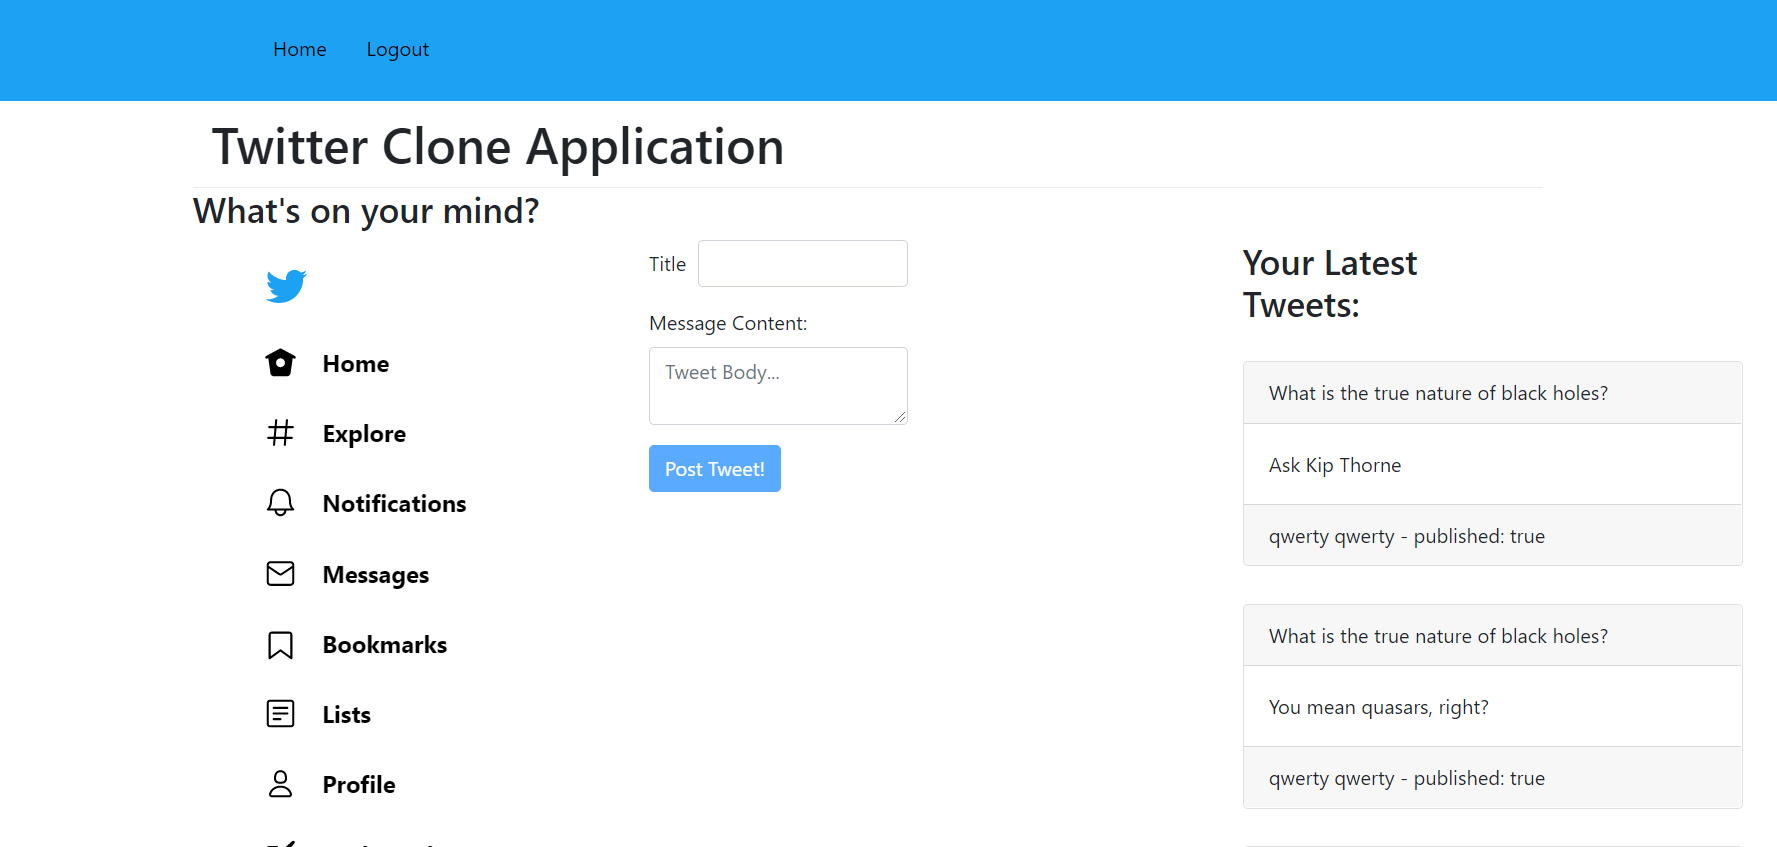 Home Logout
Twitter Clone Application
What's on your mind?
Home
Explore
Notifications
Messages
Bookmarks
Lists
Profile
Title
Message Content:
Tweet Body...
Post Tweet!
Your Latest
Tweets:
What is the true nature of black holes?
Ask Kip Thorne
qwerty qwerty - published: true
What is the true nature of black holes?
You mean quasars, right?
qwerty qwerty - published: true